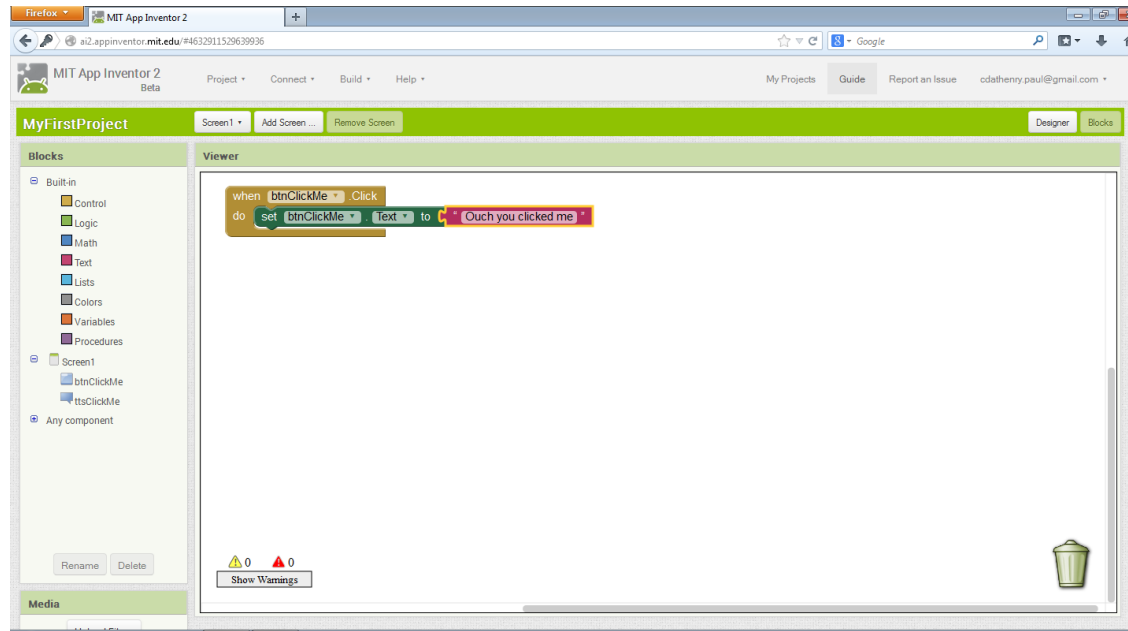 Firefox
MIT App Inventor 2
+
ai2.appinventor.mit.edu/#4632911529639936
8 - Google
MIT App Inventor 2
Beta
Project Connect Build Help
My Projects Guide Report an Issue cdathenry.paul@gmail.com
MyFirstProject
Screen1 Add Screen ... Remove Screen
Designer Blocks
Blocks
Viewer
Built-in
Control
Logic
Math
Text
Lists
Colors
Variables
Procedures
Screen1
btnClickMe
ttsClickMe
Any component
Rename Delete
Media
when btnClickMe .Click
do set btnClickMe . Text to " Ouch you clicked me "
0 0
Show Warnings